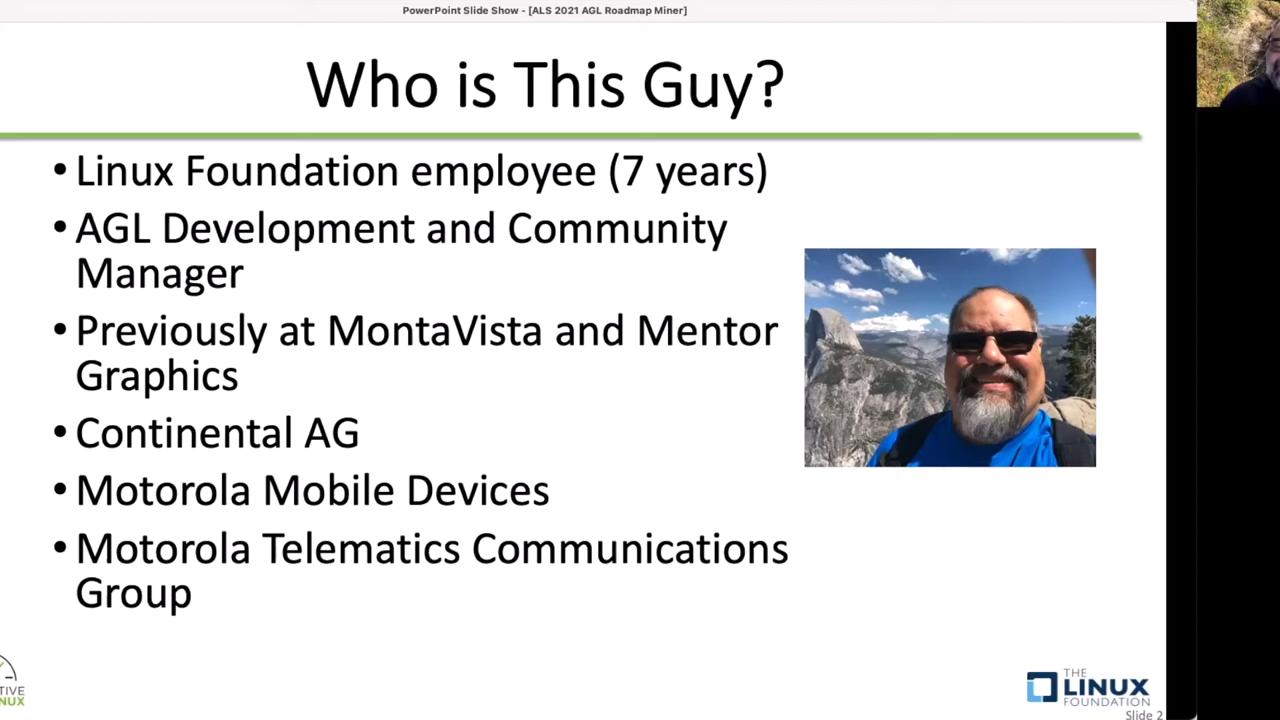 PowerPoint Slide Show - [ALS 2021 AGL Roadmap Miner]
Who is This Guy?
• Linux Foundation employee (7 years)
• AGL Development and Community
Manager
• Previously at MontaVista and Mentor
Graphics
• Continental AG
• Motorola Mobile Devices
• Motorola Telematics Communications
Group
TIVE
NUX
THE
LINUX
FOUNDATION
Slide 2